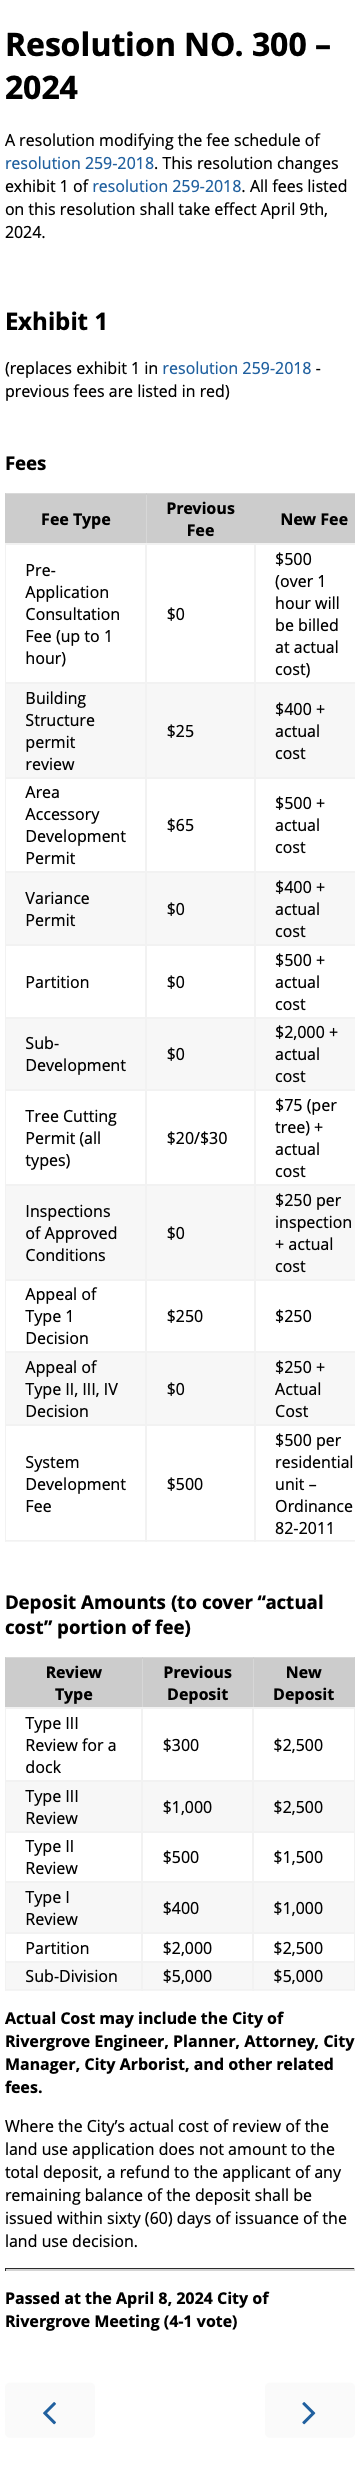 Resolution NO. 300 –
2024
A resolution modifying the fee schedule of
resolution 259-2018. This resolution changes
exhibit 1 of resolution 259-2018. All fees listed
on this resolution shall take effect April 9th,
2024.
Exhibit 1
(replaces exhibit 1 in resolution 259-2018 -
previous fees are listed in red)
Fees
Fee Type
Previous
Fee
New Fee
Pre-
Application
Consultation
Fee (up to 1
hour)
$0
$500
(over 1
hour will
be billed
at actual
cost)
Building
Structure
permit
review
$25
$400 +
actual
cost
Area
Accessory
Development
Permit
$65
$500 +
actual
cost
Variance
Permit
$0
$400 +
actual
cost
Partition
$0
$500 +
actual
cost
Sub-
Development
$0
$2,000 +
actual
cost
Tree Cutting
Permit (all
types)
$20/$30
$75 (per
tree) +
actual
cost
Inspections
of Approved
Conditions
$0
$250 per
inspection
+ actual
cost
Appeal of
Type 1
Decision
$250
$250
Appeal of
Type II, III, IV
Decision
$0
$250 +
Actual
Cost
System
Development
Fee
$500
$500 per
residential
unit –
Ordinance
82-2011
Deposit Amounts (to cover “actual
cost” portion of fee)
Review
Type
Previous
Deposit
New
Deposit
Type III
Review for a
dock
$300
$2,500
Type III
Review
$1,000
$2,500
Type II
Review
$500
$1,500
Type I
Review
$400
$1,000
Partition
$2,000
$2,500
Sub-Division
$5,000
$5,000
Actual Cost may include the City of
Rivergrove Engineer, Planner, Attorney, City
Manager, City Arborist, and other related
fees.
Where the City’s actual cost of review of the
land use application does not amount to the
total deposit, a refund to the applicant of any
remaining balance of the deposit shall be
issued within sixty (60) days of issuance of the
land use decision.
Passed at the April 8, 2024 City of
Rivergrove Meeting (4-1 vote)